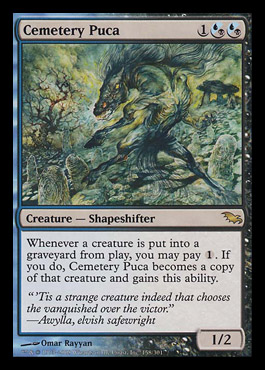 Cemetery Puca 1
Creature — Shapeshifter
Whenever a creature is put into a
graveyard from play, you may pay 1. If
you do, Cemetery Puca becomes a copy
of that creature and gains this ability.
“’Tis a strange creature indeed that chooses
the vanquished over the victor.”
—Awylla, elvish safewright
Omar Rayyan
1/2